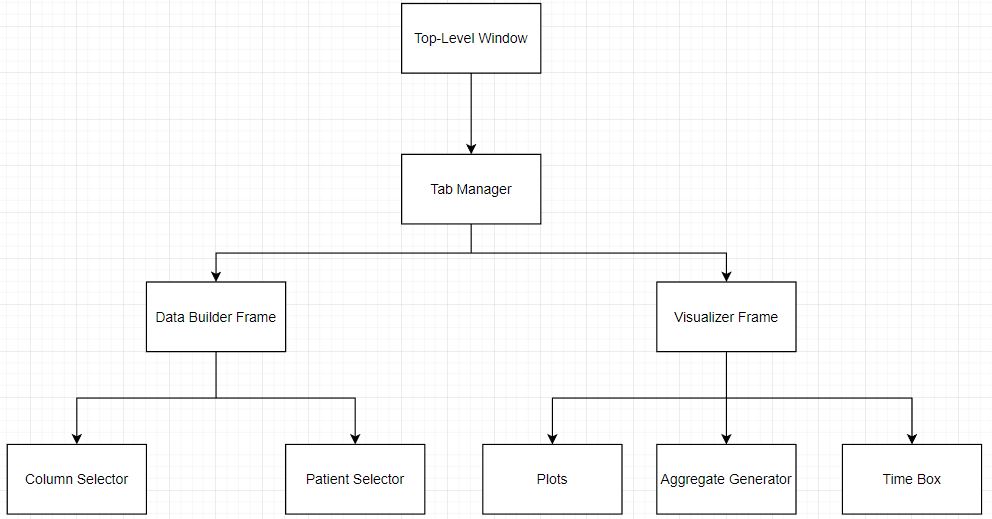 Top-Level Window
Tab Manager
Data Builder Frame
Visualizer Frame
Column Selector
Patient Selector
Plots
Aggregate Generator
Time Box